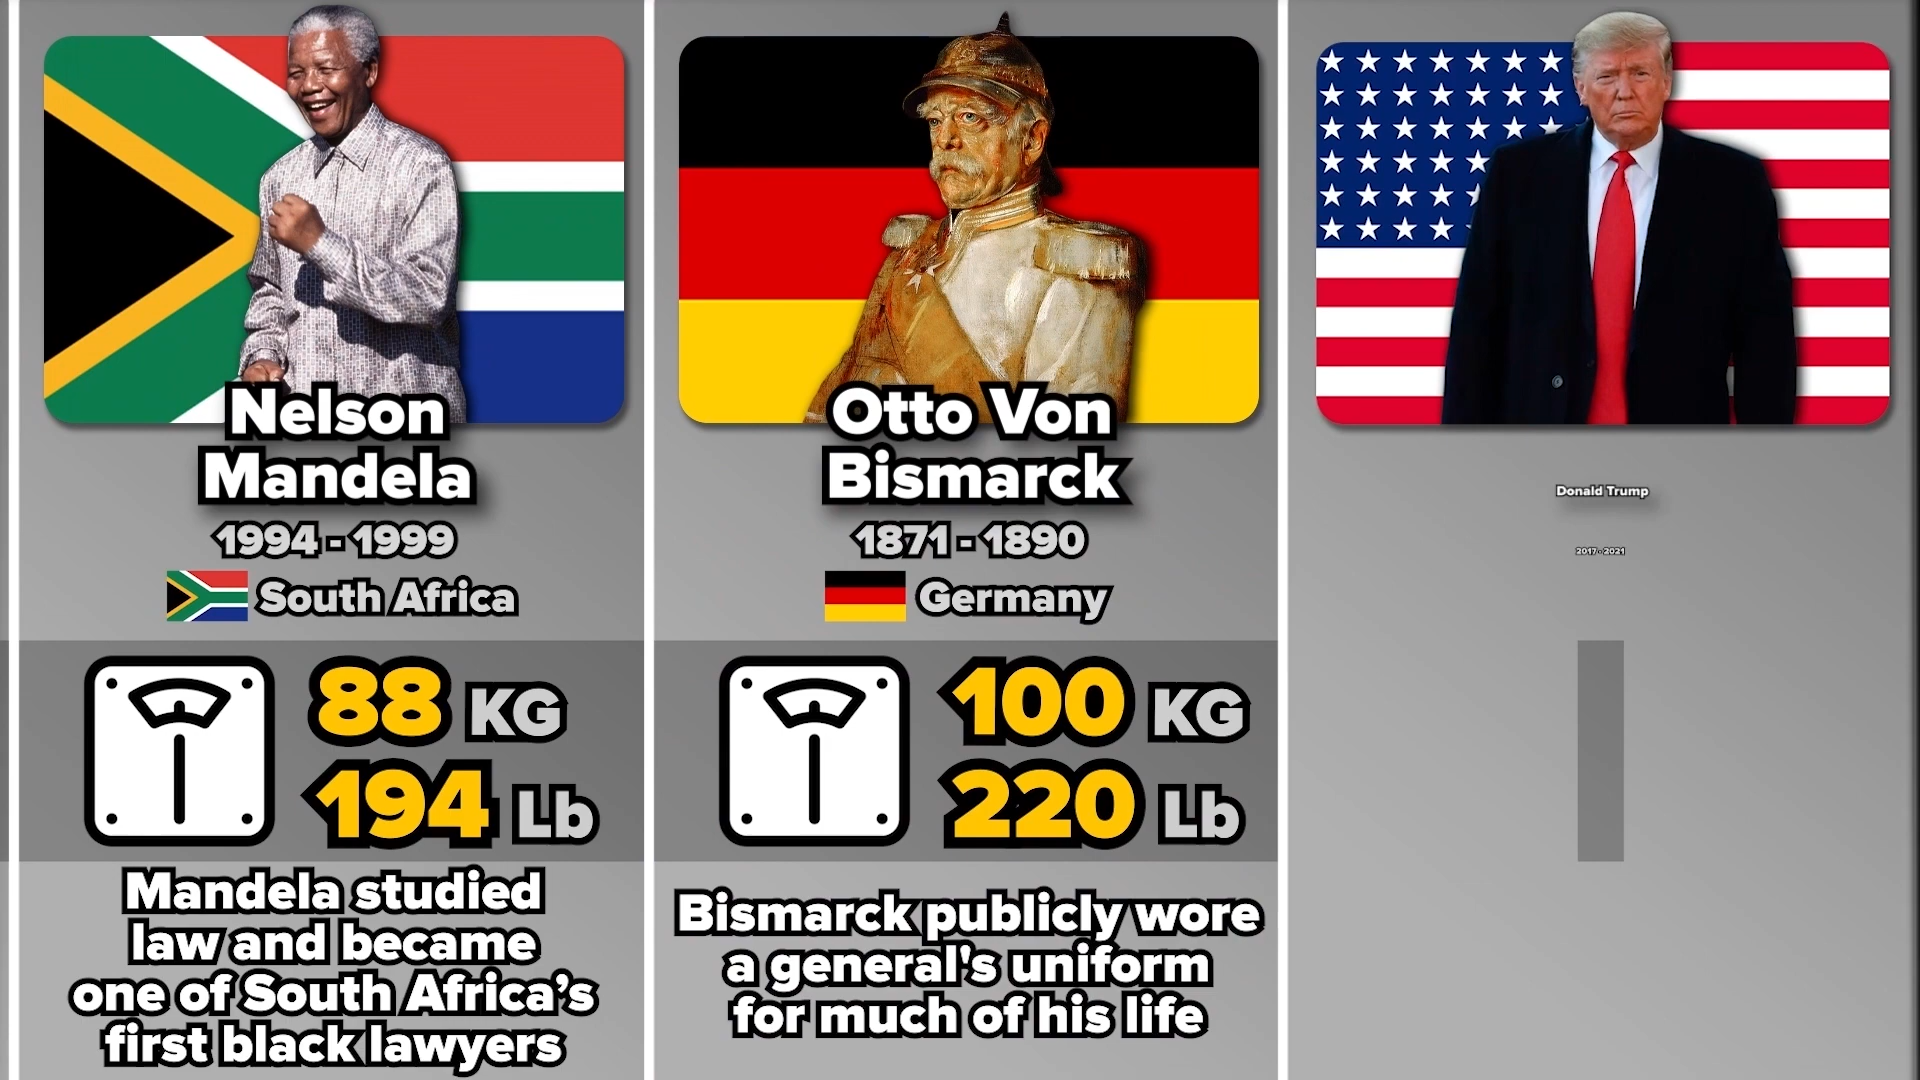 Nelson
Mandela
1994 - 1999
South Africa
88 KG
194 Lb
Mandela studied
law and became
one of South Africa’s
first black lawyers
Otto Von
Bismarck
1871 - 1890
Germany
100 KG
220 Lb
Bismarck publicly wore
a general's uniform
for much of his life
Donald Trump
2017 - 2021